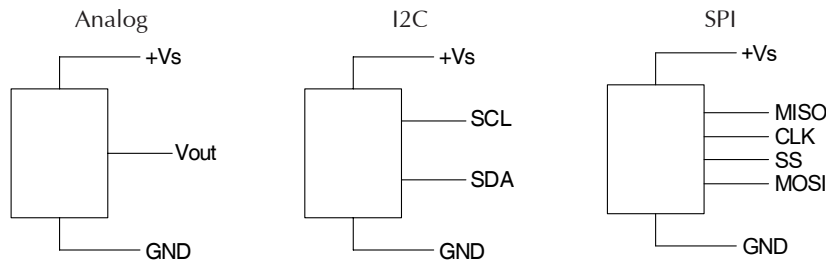 Analog
+Vs
Vout
GND
I2C
+Vs
SCL
SDA
GND
SPI
+Vs
MISO
CLK
SS
MOSI
GND